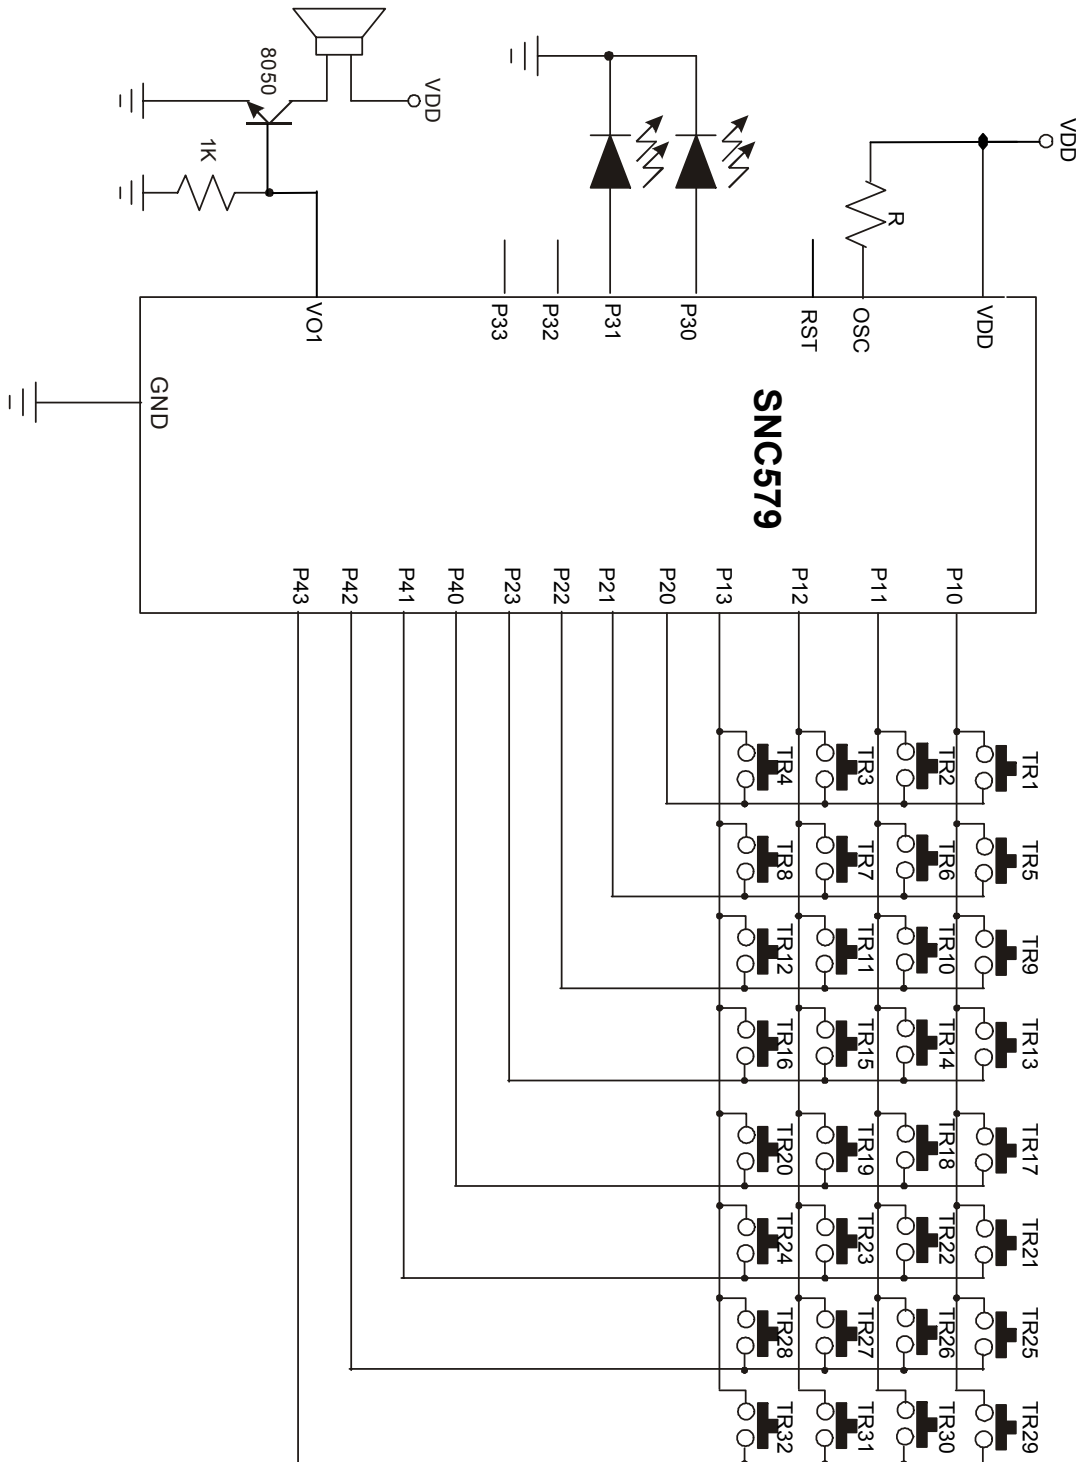 8050
VDD
1K
VDD
R
VO1
P33
P32
P31
P30
RST
OSC
VDD
GND
SNC579
P43
P42
P41
P40
P23
P22
P21
P20
P13
P12
P11
P10
TR4
TR3
TR2
TR1
TR8
TR7
TR6
TR5
TR12
TR11
TR10
TR9
TR16
TR15
TR14
TR13
TR20
TR19
TR18
TR17
TR24
TR23
TR22
TR21
TR28
TR27
TR26
TR25
TR32
TR31
TR30
TR29